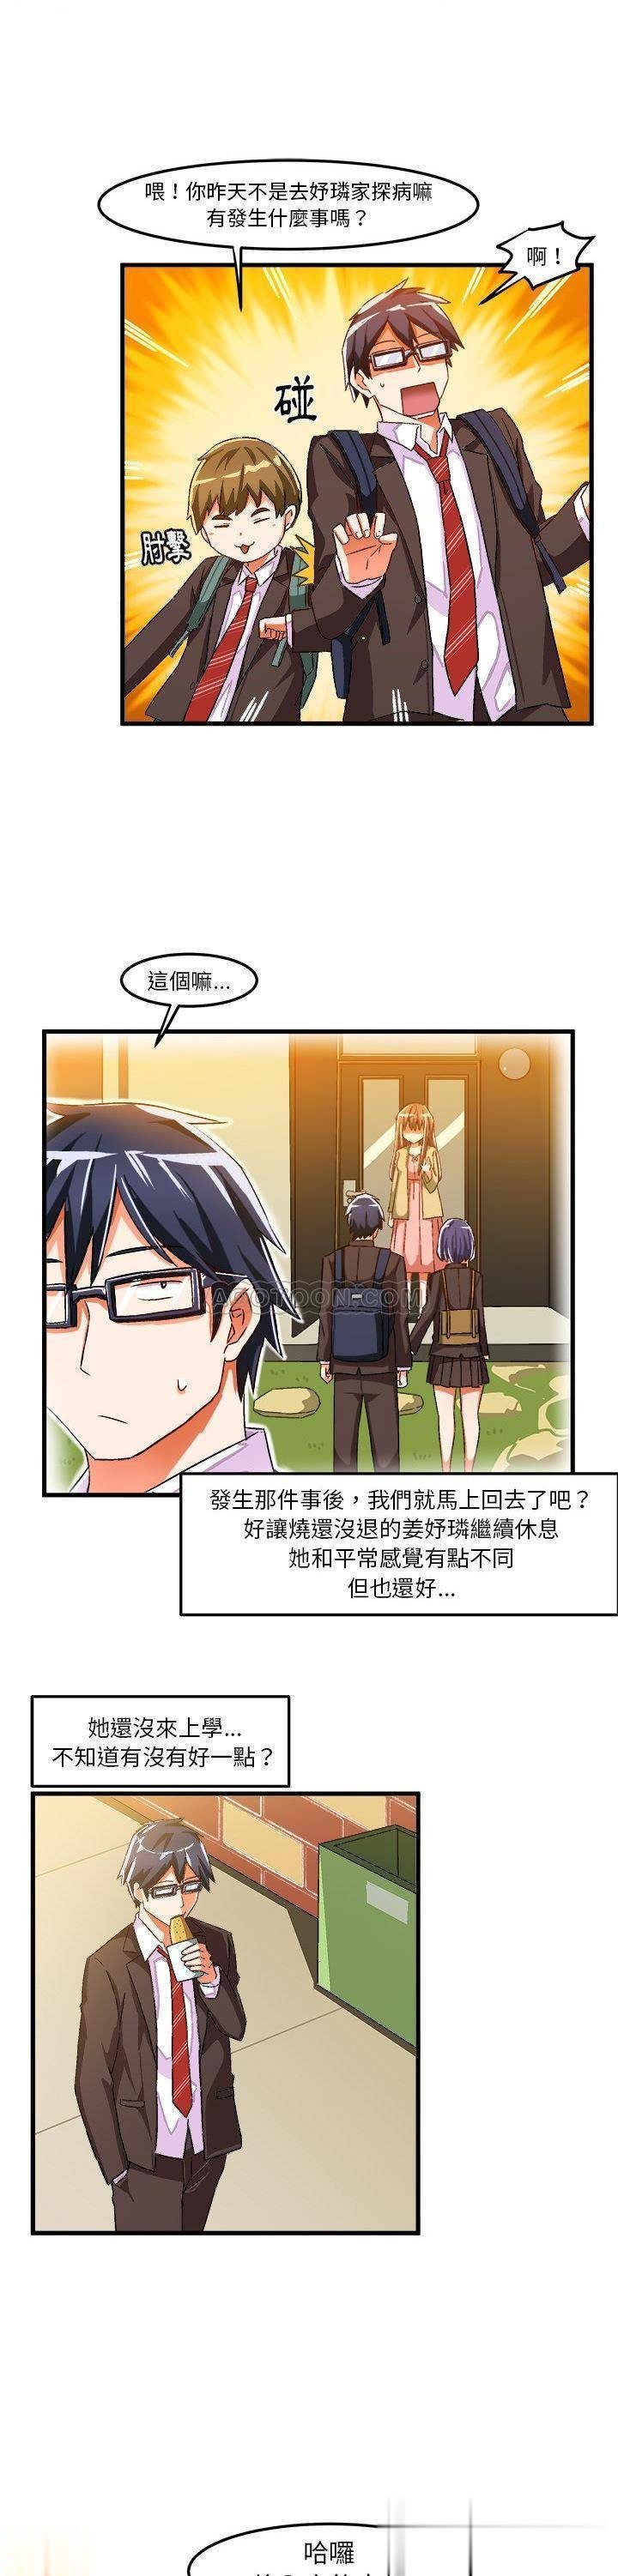 喂！你昨天不是去妤璘家探病嘛
有發生什麼事嗎？
啊！
碰
肘擊
這個嘛...
AGOTOON.COM
發生那件事後，我們就馬上回去了吧？
好讓燒還沒退的姜妤璘繼續休息
她和平常感覺有點不同
但也還好...
她還沒來上學...
不知道有沒有好一點？
哈囉